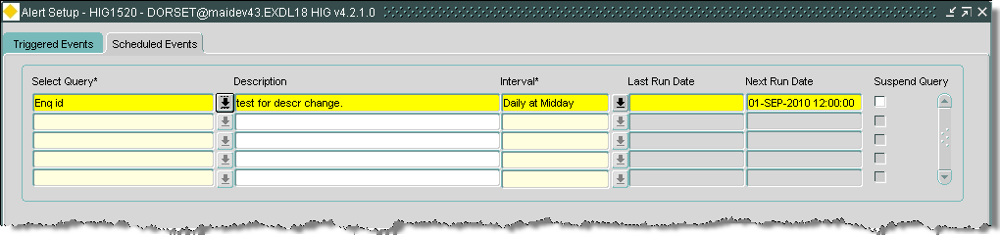 Alert Setup - HIG1520 - DORSET@maidev43.EXDL18 HIG v4.2.1.0
Triggered Events Scheduled Events
Select Query* Description Interval* Last Run Date Next Run Date Suspend Query
Enq id test for descr change. Daily at Midday 01-SEP-2010 12:00:00